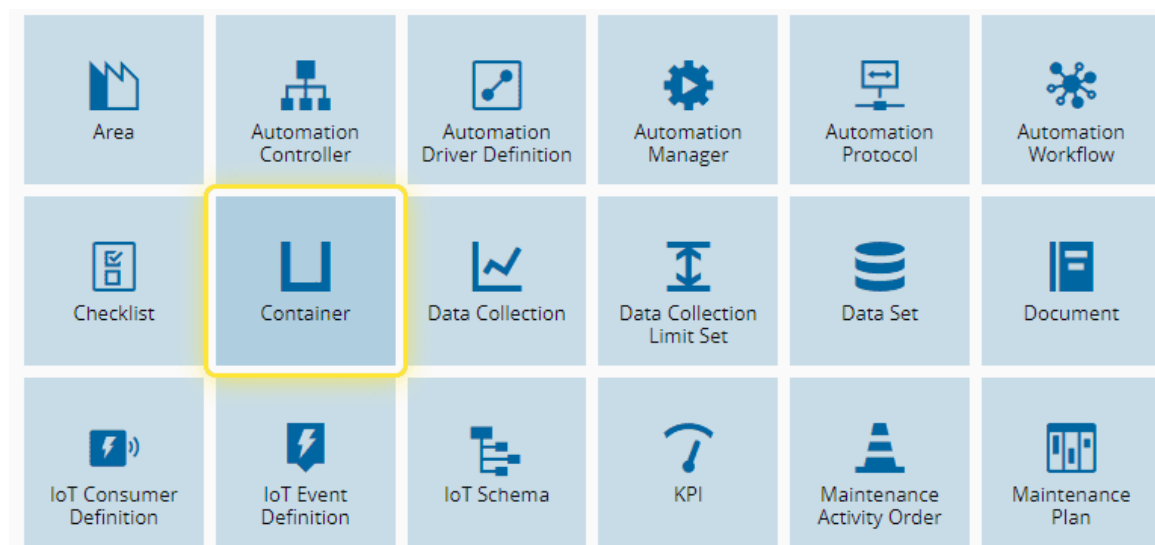 Area
Automation
Controller
Automation
Driver Definition
Automation
Manager
Automation
Protocol
Automation
Workflow
Checklist
Container
Data Collection
Data Collection
Limit Set
Data Set
Document
IoT Consumer
Definition
IoT Event
Definition
IoT Schema
KPI
Maintenance
Activity Order
Maintenance
Plan